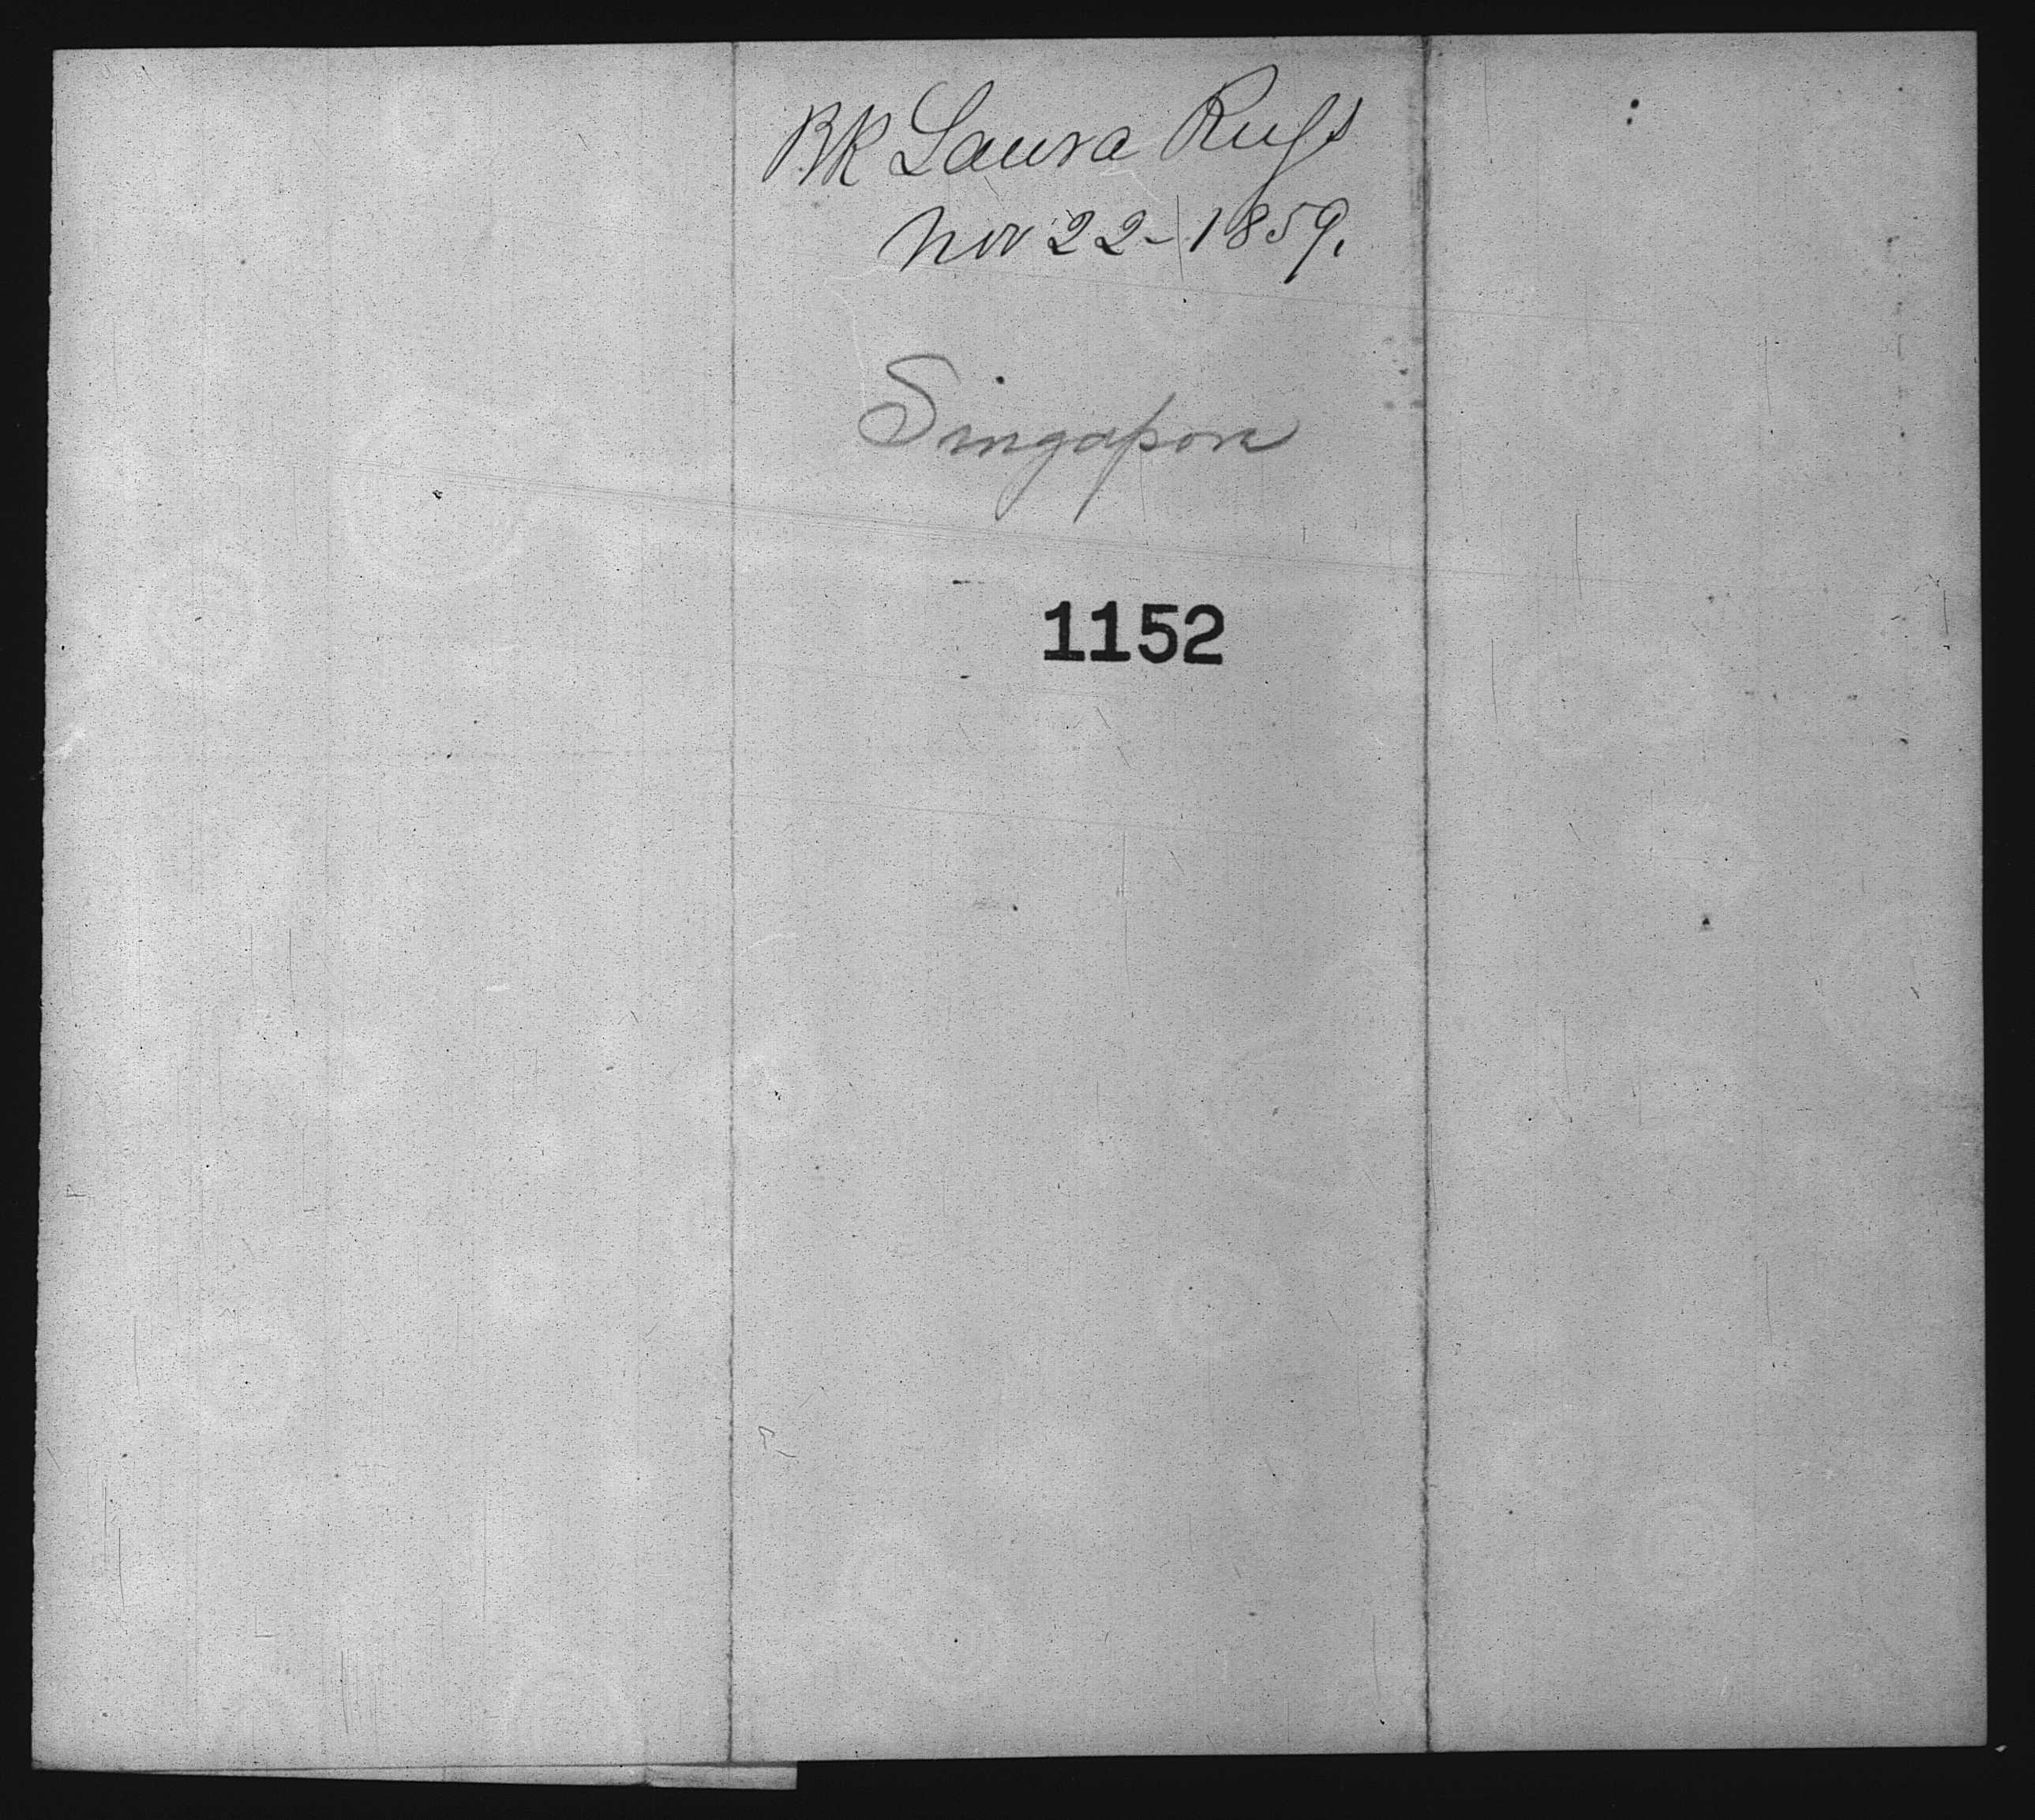 BK Laura Russ
Nov 22 - 1859.
Singapore
1152